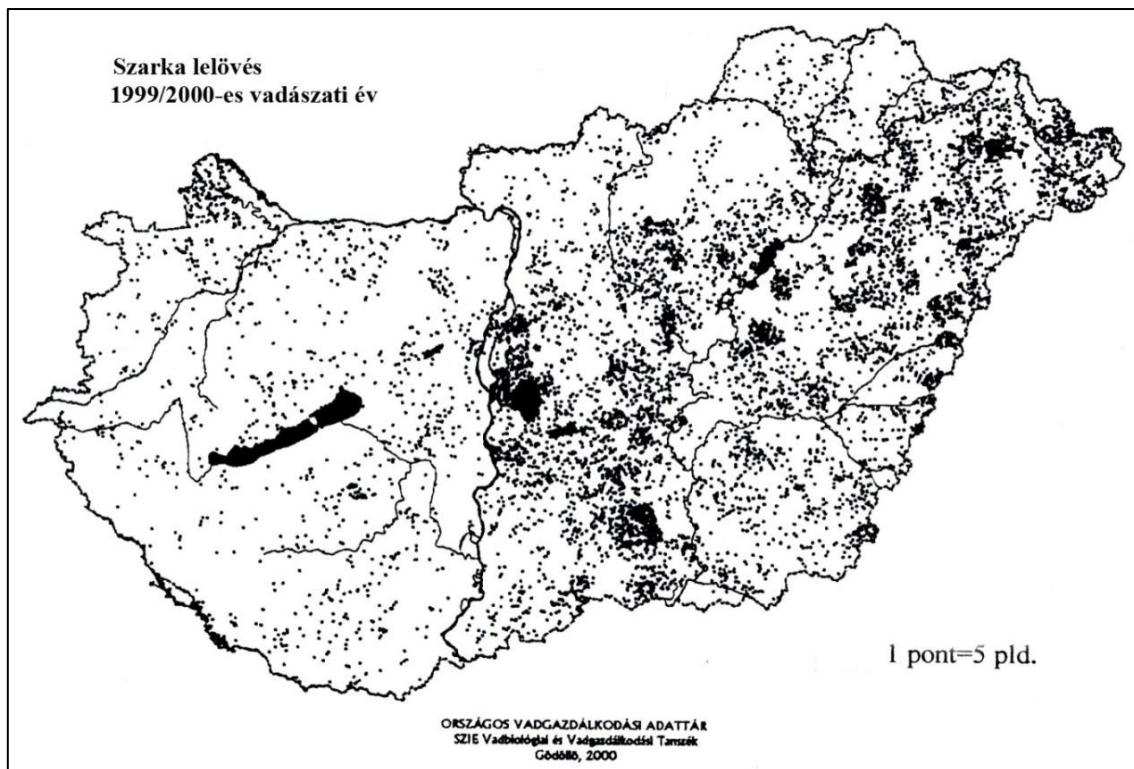 Szarka lelövés
1999/2000-es vadászati év
1 pont=5 pld.
ORSZÁGOS VADGAZDÁLKODÁSI ADATTÁR
SZIE Vadbiológiai és Vadgazdálkodási Tanszék
Gödöllő, 2000